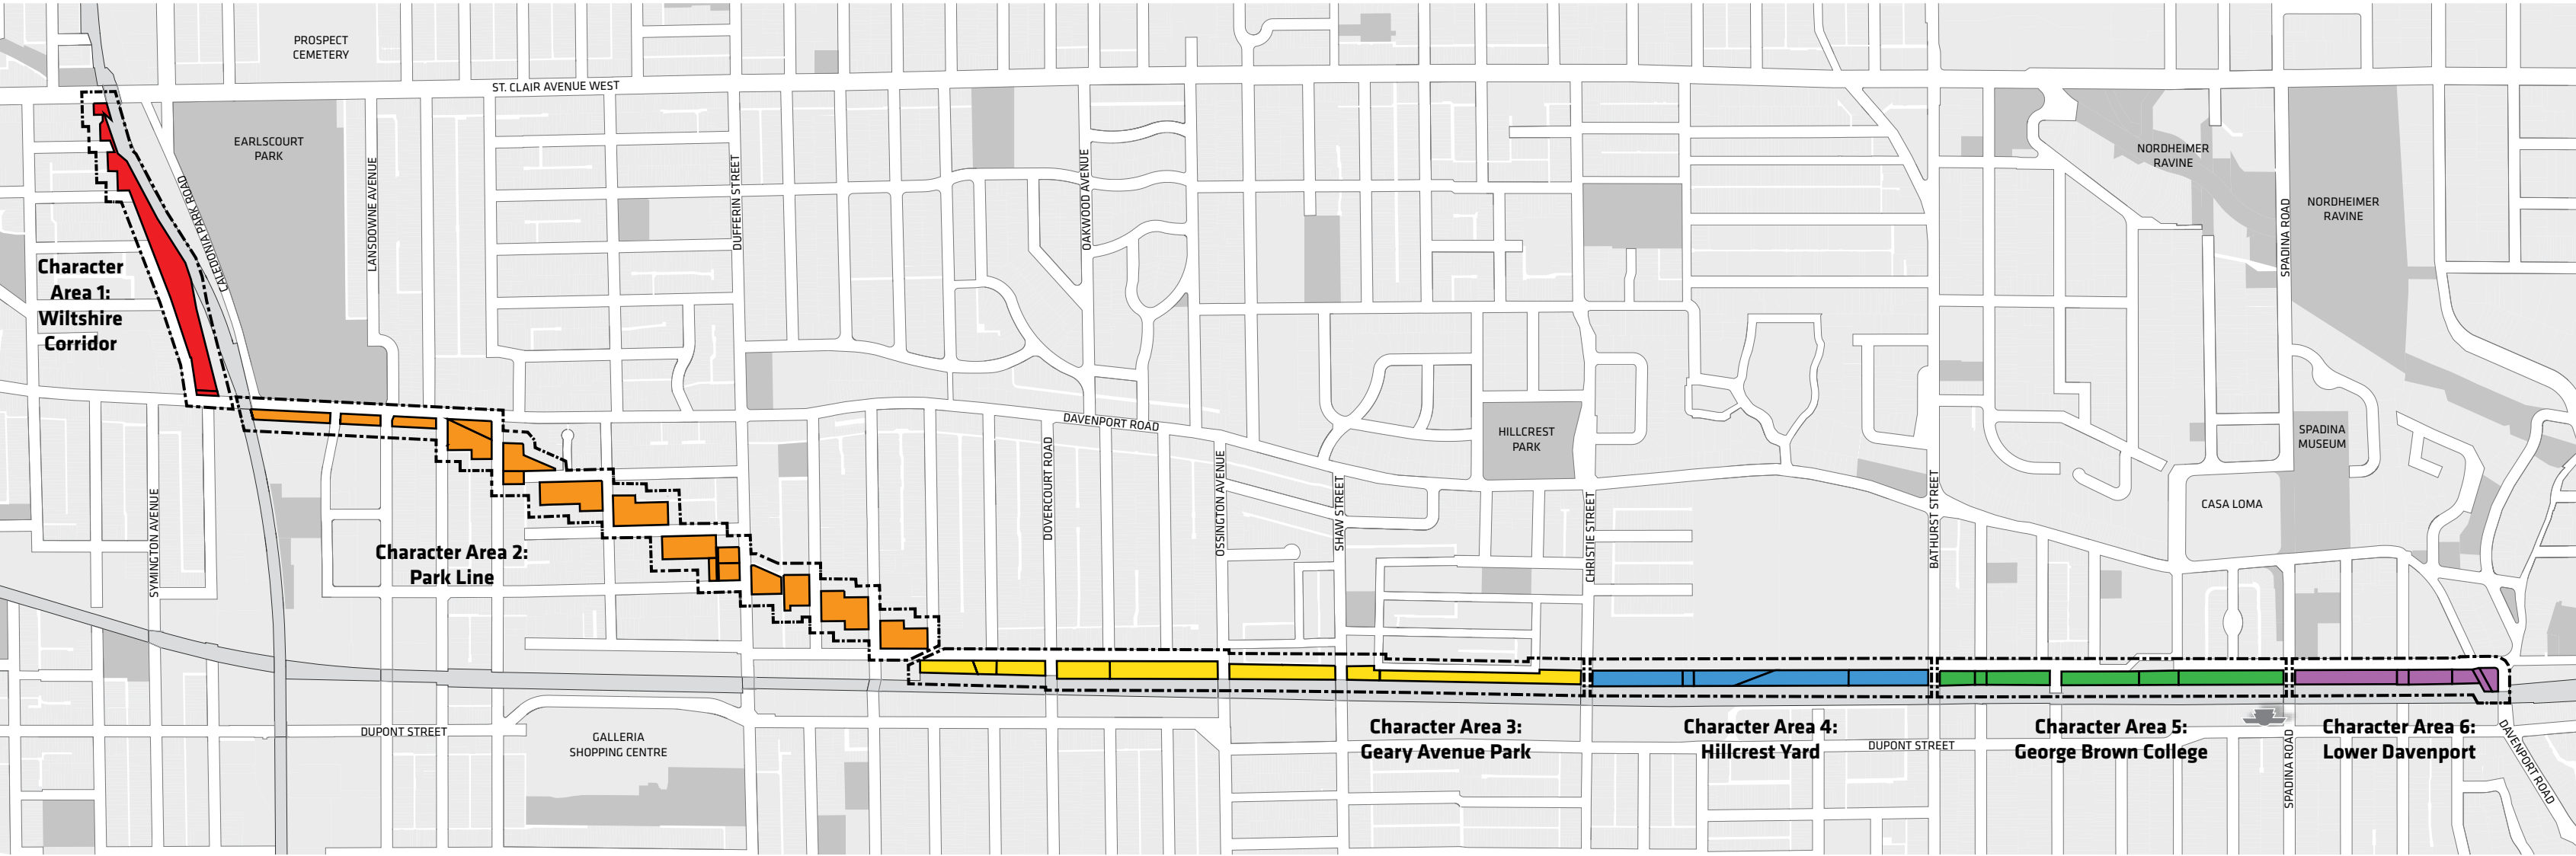 PROSPECT
CEMETERY
ST. CLAIR AVENUE WEST
EARLSCOURT
PARK
CALEDONIA PARK ROAD
LANSDOWNE AVENUE
DUFFERIN STREET
OAKWOOD AVENUE
NORDHEIMER
RAVINE
SPADINA ROAD
NORDHEIMER
RAVINE
Character
Area 1:
Wiltshire
Corridor
DAVENPORT ROAD
HILLCREST
PARK
SPADINA
MUSEUM
CASA LOMA
SYMINGTON AVENUE
Character Area 2:
Park Line
DOVERCOURT ROAD
OSSINGTON AVENUE
SHAW STREET
CHRISTIE STREET
BATHURST STREET
DUPONT STREET
GALLERIA
SHOPPING CENTRE
Character Area 3:
Geary Avenue Park
Character Area 4:
Hillcrest Yard
DUPONT STREET
Character Area 5:
George Brown College
SPADINA ROAD
Character Area 6:
Lower Davenport
DAVENPORT ROAD